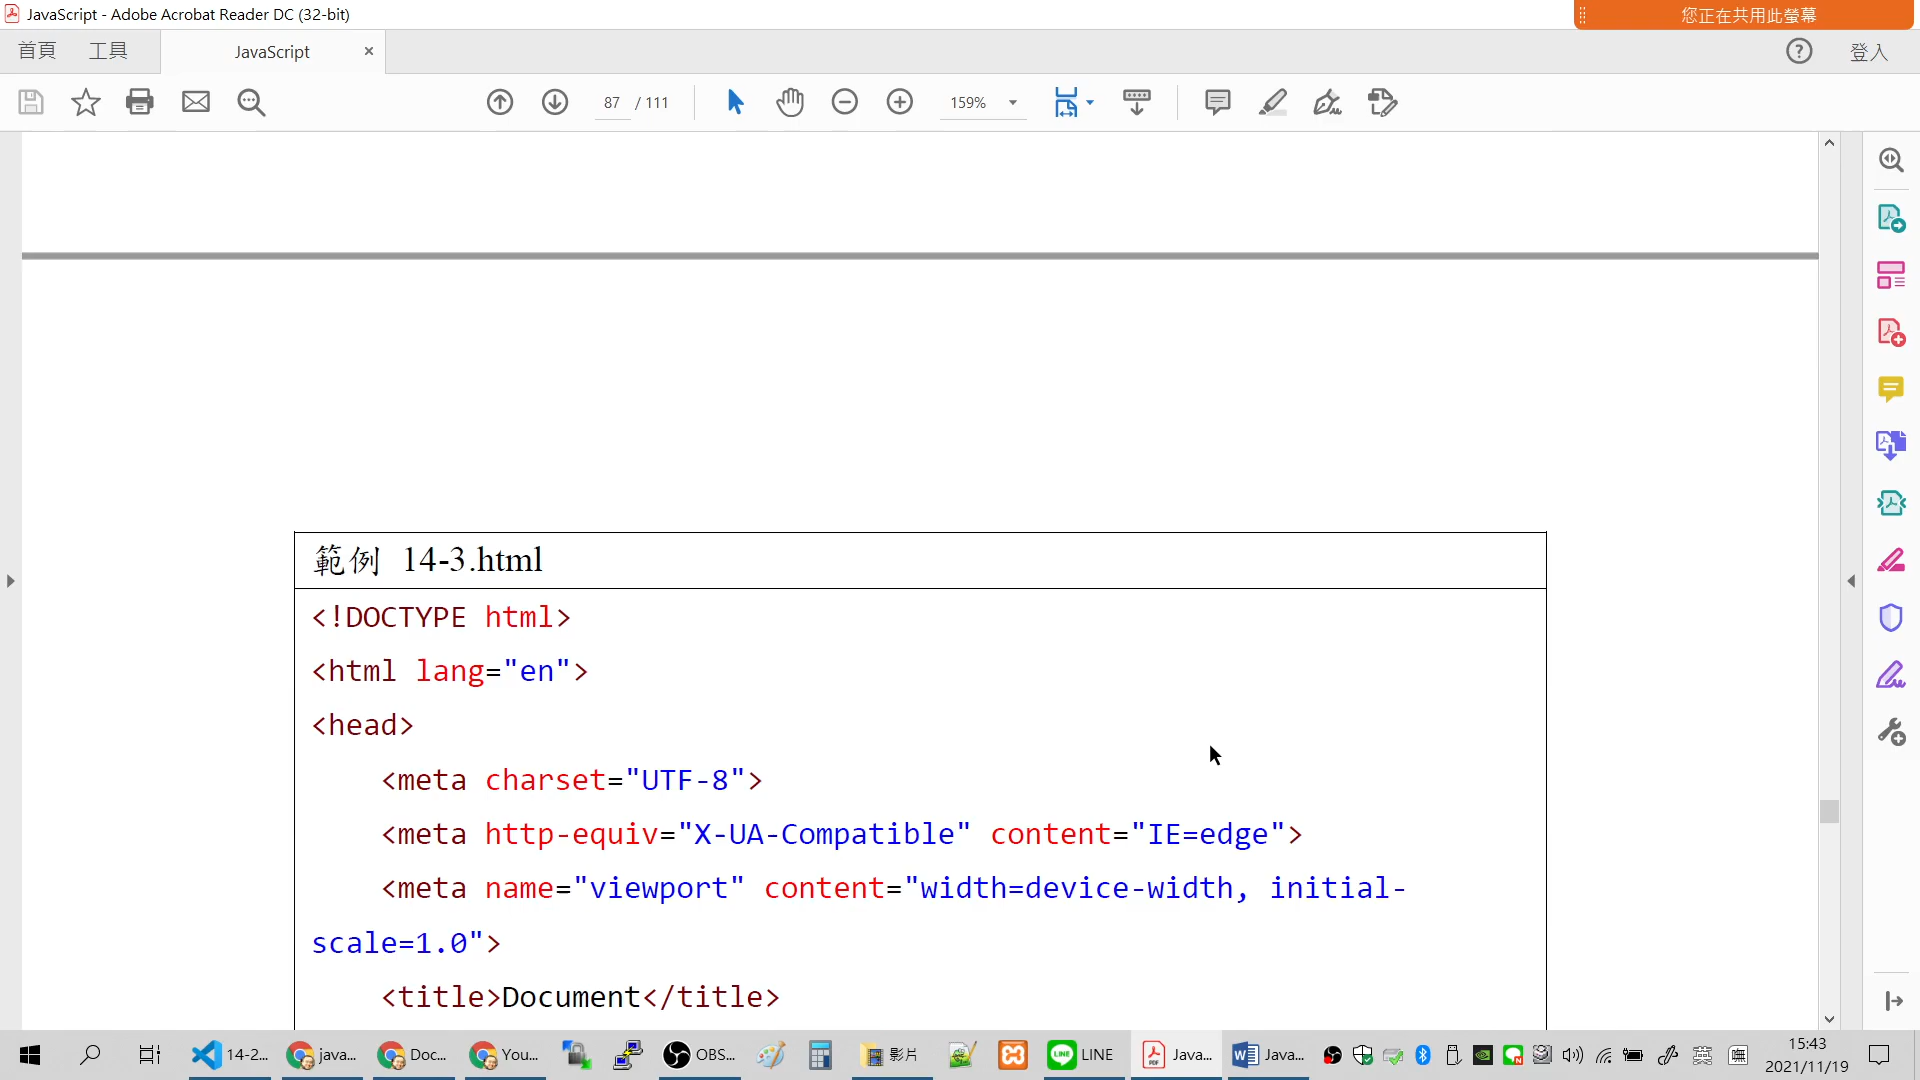 JavaScript - Adobe Acrobat Reader DC (32-bit)
您正在共用此螢幕
首頁 工具 JavaScript × 登入
87 / 111 159%
範例 14-3.html
<!DOCTYPE html>
<html lang="en">
<head>
<meta charset="UTF-8">
<meta http-equiv="X-UA-Compatible" content="IE=edge">
<meta name="viewport" content="width=device-width, initial-
scale=1.0">
<title>Document</title>
14-2... java... Doc... You... OBS... 影片 LINE Java... Java... 英
15:43
2021/11/19